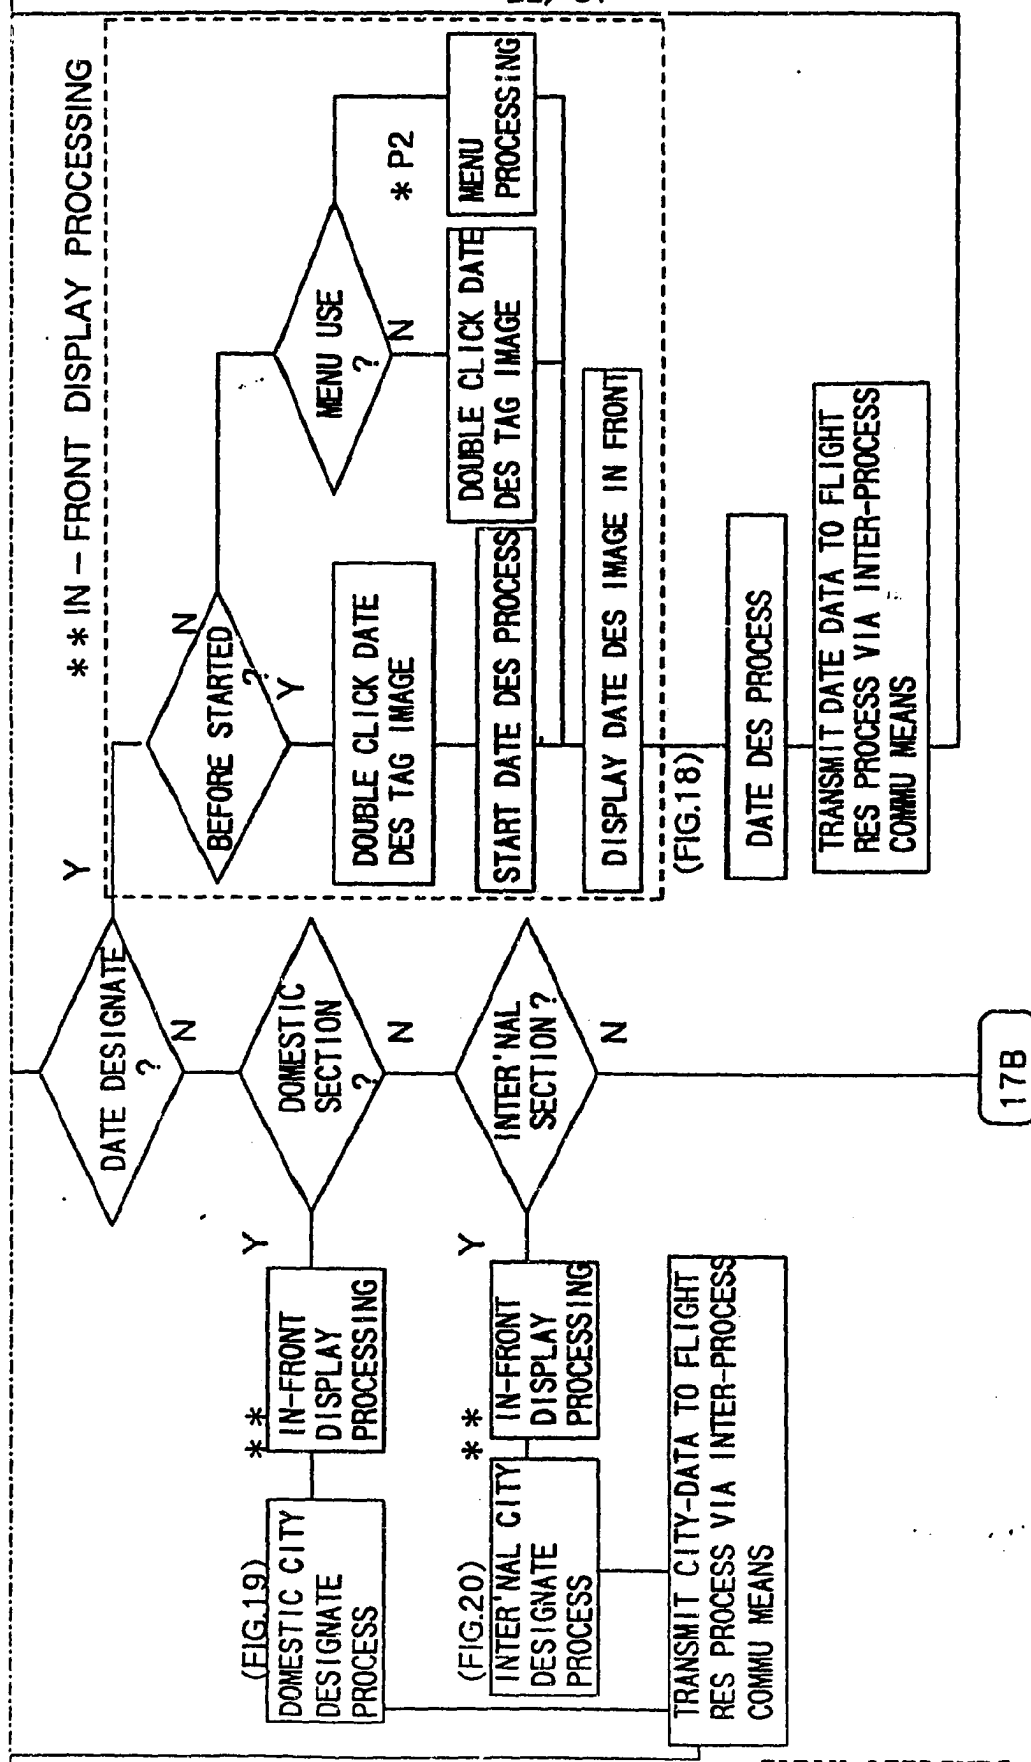 Y
** IN-FRONT DISPLAY PROCESSING
DATE DESIGNATE
?
N
BEFORE STARTED
?
N
Y
MENU USE
?
N
* P2
DOUBLE CLICK DATE
DES TAG IMAGE
DOUBLE CLICK DATE
DES TAG IMAGE
MENU
PROCESSING
START DATE DES PROCESS
DISPLAY DATE DES IMAGE IN FRONT
(FIG.18)
DATE DES PROCESS
TRANSMIT DATE DATA TO FLIGHT
RES PROCESS VIA INTER-PROCESS
COMMU MEANS
(FIG.19)
DOMESTIC CITY
DESIGNATE
PROCESS
**
IN-FRONT
DISPLAY
PROCESSING
Y
DOMESTIC
SECTION
?
N
(FIG.20)
INTER'NAL CITY
DESIGNATE
PROCESS
**
IN-FRONT
DISPLAY
PROCESSING
Y
INTER'NAL
SECTION?
N
TRANSMIT CITY-DATA TO FLIGHT
RES PROCESS VIA INTER-PROCESS
COMMU MEANS
17B